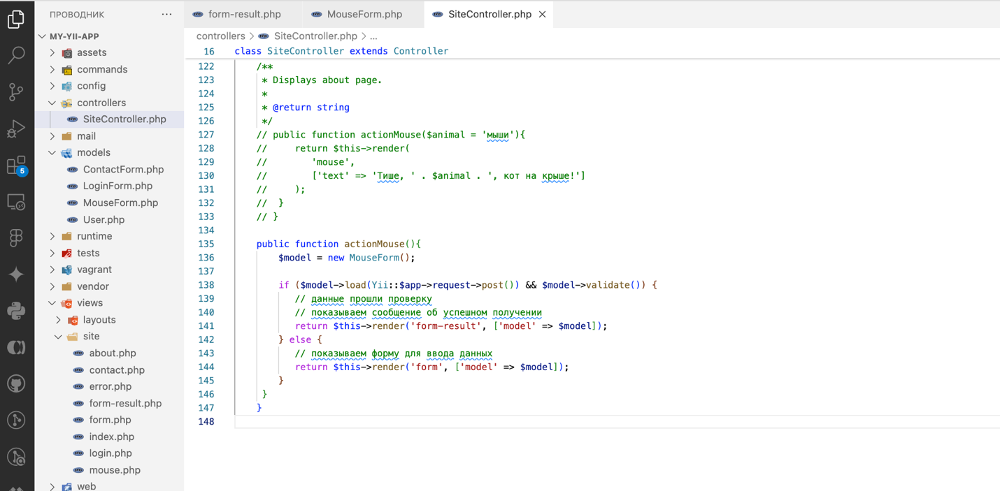 ПРОВОДНИК
MY-YII-APP
assets
commands
config
controllers
SiteController.php
mail
models
ContactForm.php
LoginForm.php
MouseForm.php
User.php
runtime
tests
vagrant
vendor
views
layouts
site
about.php
contact.php
error.php
form-result.php
form.php
index.php
login.php
mouse.php
web
5
form-result.php MouseForm.php SiteController.php
controllers > SiteController.php > ...
16 class SiteController extends Controller
122 /**
123 * Displays about page.
124 *
125 * @return string
126 */
127 // public function actionMouse($animal = 'мыши'){
128 // return $this->render(
129 // 'mouse',
130 // ['text' => 'Тише, ' . $animal . ', кот на крыше!']
131 // );
132 // }
133 // }
134
135 public function actionMouse(){
136 $model = new MouseForm();
137
138 if ($model->load(Yii::$app->request->post()) && $model->validate()) {
139 // данные прошли проверку
140 // показываем сообщение об успешном получении
141 return $this->render('form-result', ['model' => $model]);
142 } else {
143 // показываем форму для ввода данных
144 return $this->render('form', ['model' => $model]);
145 }
146 }
147 }
148